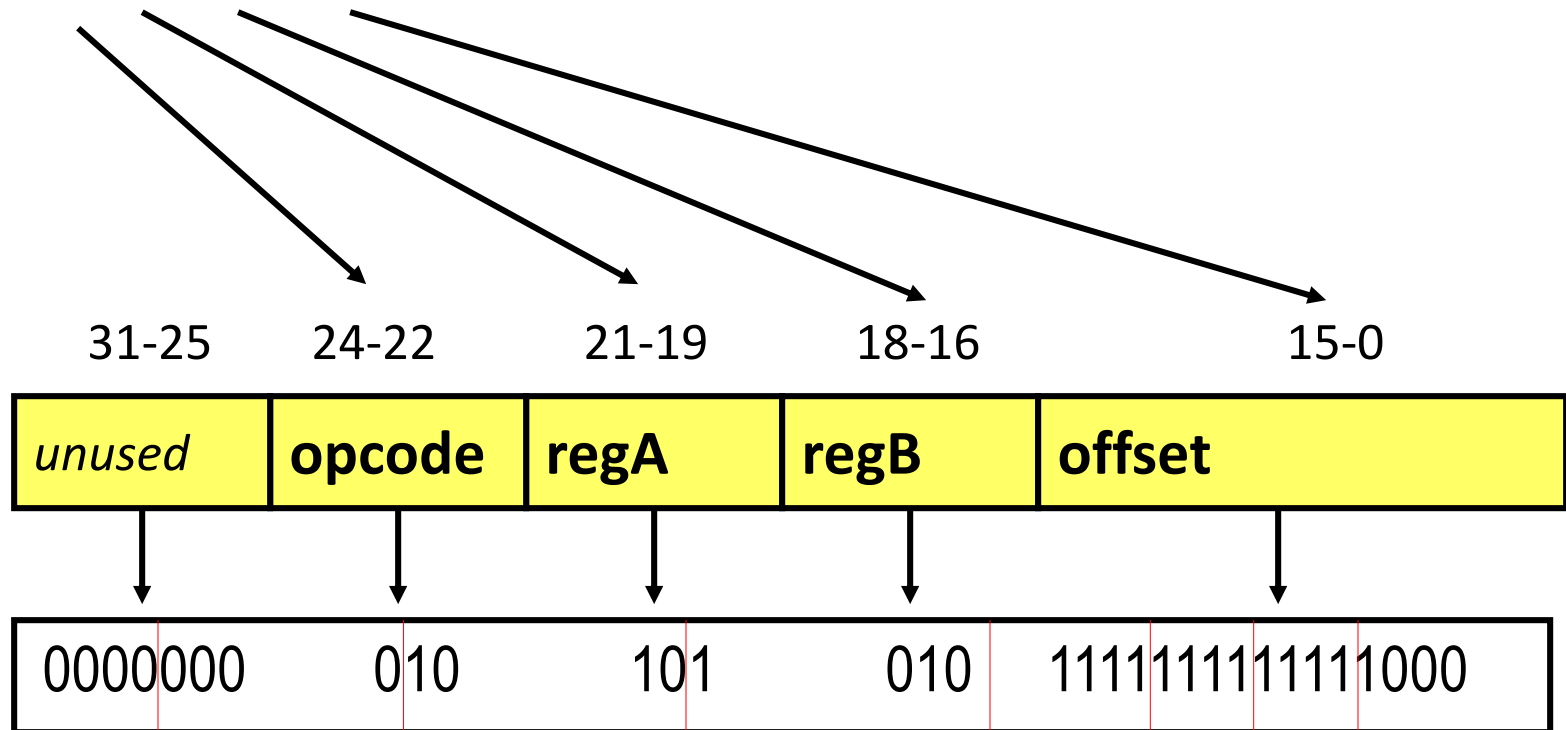 31-25 24-22 21-19 18-16 15-0
unused opcode regA regB offset
0000000 010 101 010 1111111111111000